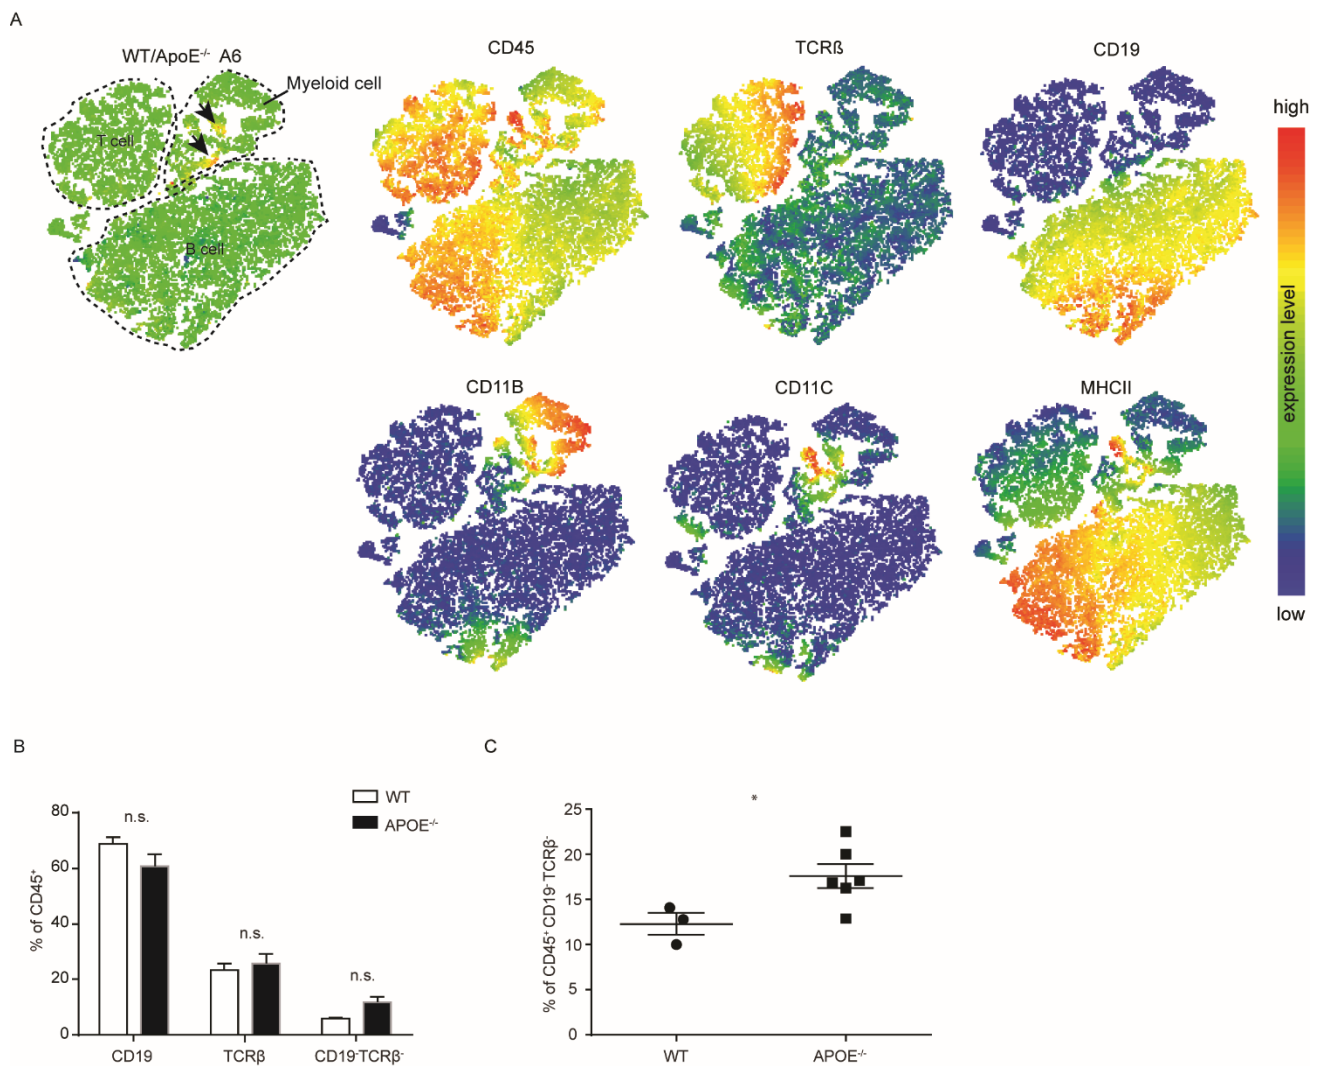 A
WT/ApoE-/- A6
CD45
TCRß
CD19
Myeloid cell
T cell
B cell
high
expression level
low
CD11B
CD11C
MHCII
B
% of CD45+
80
60
40
20
0
n.s.
n.s.
n.s.
WT
APOE-/-
CD19
TCRβ
CD19-TCRβ-
C
% of CD45+ CD19- TCRβ-
25
20
15
10
5
0
*
WT
APOE-/-